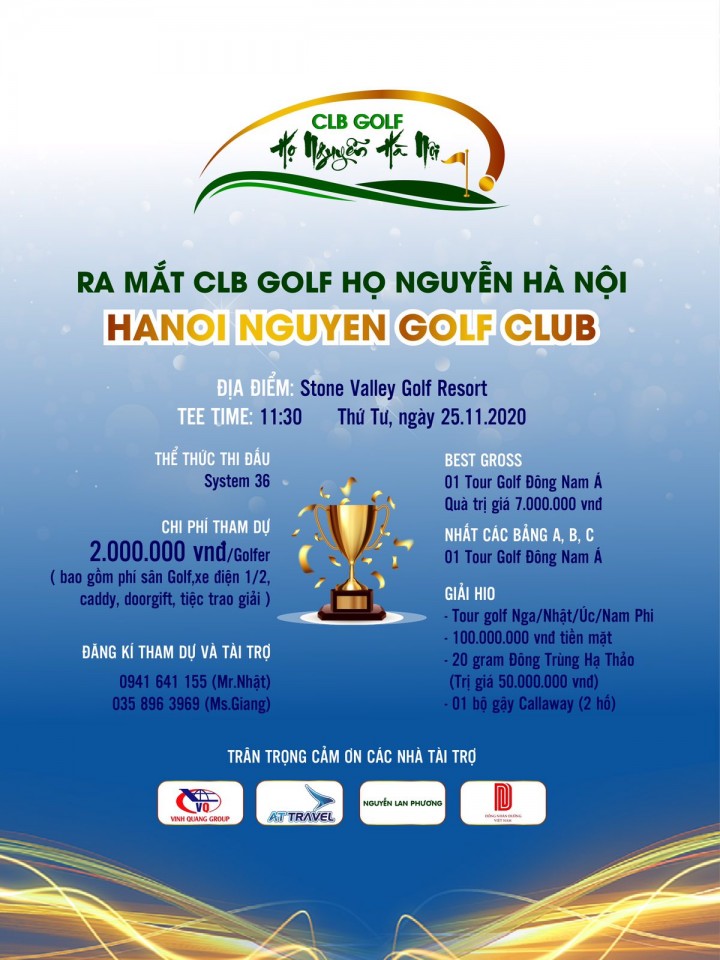 CLB GOLF
Họ Nguyễn Hà Nội
RA MẮT CLB GOLF HỌ NGUYỄN HÀ NỘI
HANOI NGUYEN GOLF CLUB
ĐỊA ĐIỂM: Stone Valley Golf Resort
TEE TIME: 11:30 Thứ Tư, ngày 25.11.2020
THỂ THỨC THI ĐẤU
System 36
CHI PHÍ THAM DỰ
2.000.000 vnđ/Golfer
( bao gồm phí sân Golf,xe điện 1/2,
caddy, doorgift, tiệc trao giải )
ĐĂNG KÍ THAM DỰ VÀ TÀI TRỢ
0941 641 155 (Mr.Nhật)
035 896 3969 (Ms.Giang)
BEST GROSS
01 Tour Golf Đông Nam Á
Quà trị giá 7.000.000 vnđ
NHẤT CÁC BẢNG A, B, C
01 Tour Golf Đông Nam Á
GIẢI HIO
- Tour golf Nga/Nhật/Úc/Nam Phi
- 100.000.000 vnđ tiền mặt
- 20 gram Đông Trùng Hạ Thảo
(Trị giá 50.000.000 vnđ)
- 01 bộ gậy Callaway (2 hố)
TRÂN TRỌNG CẢM ƠN CÁC NHÀ TÀI TRỢ
VQ
VINH QUANG GROUP
AT TRAVEL
NGUYỄN LAN PHƯƠNG
VIỆT NAM